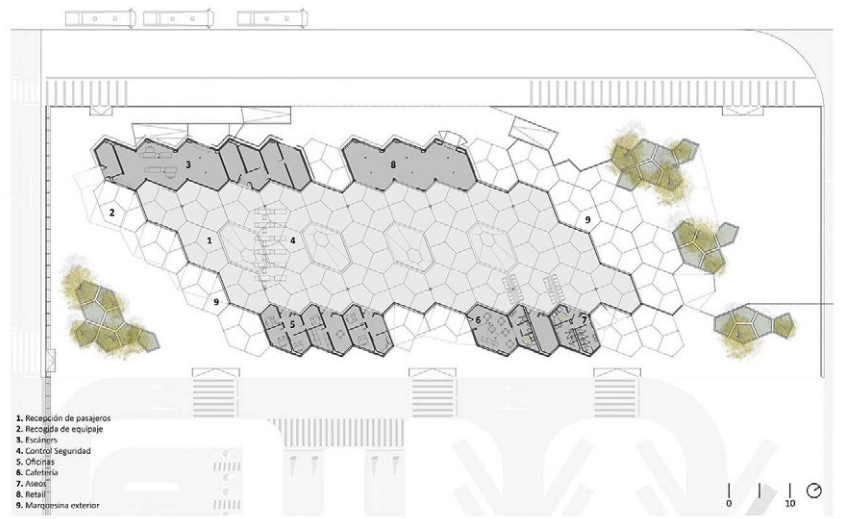 3
8
2
9
1
4
9
5
6
7
1. Recepción de pasajeros
2. Recogida de equipaje
3. Escáners
4. Control Seguridad
5. Oficinas
6. Cafetería
7. Aseos
8. Retail
9. Marquesina exterior
0 10